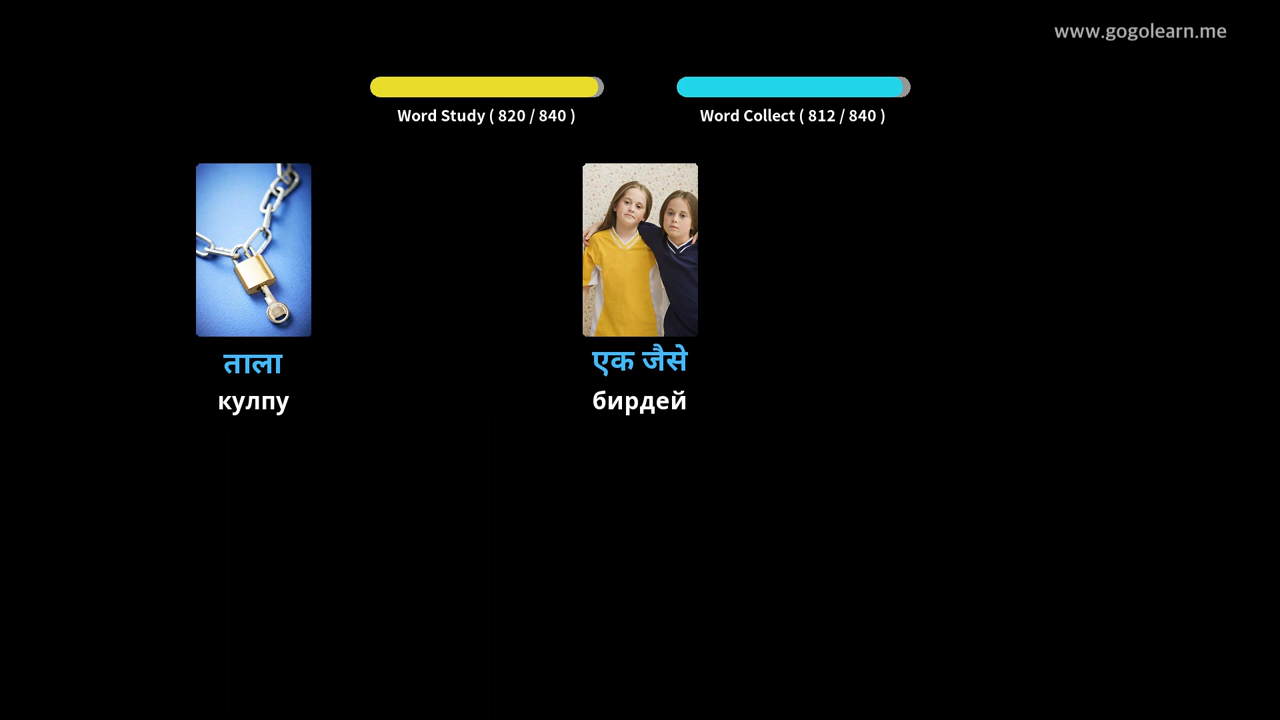 www.gogolearn.me
Word Study ( 820 / 840 )
Word Collect ( 812 / 840 )
ताला
кулпу
एक जैसे
бирдей